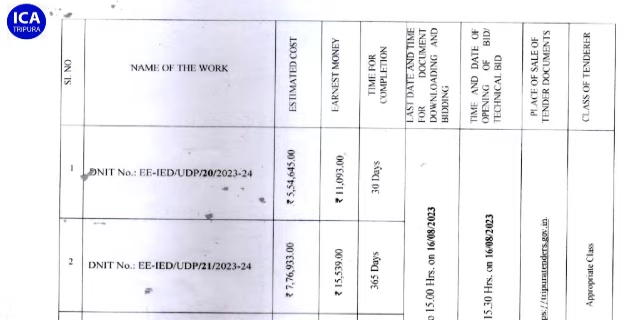 ICA
TRIPURA
SI. NO
NAME OF THE WORK
ESTIMATED COST
EARNEST MONEY
TIME FOR
COMPLETION
LAST DATE AND TIME
FOR DOCUMENT
DOWNLOADING AND
BIDDING
TIME AND DATE OF
OPENING OF BID/
TECHNICAL BID
PLACE OF SALE OF
TENDER DOCUMENTS
CLASS OF TENDERER
1
DNIT No.: EE-IED/UDP/20/2023-24
₹ 5,54,645.00
₹ 11,093.00
30 Days
2
DNIT No.: EE-IED/UDP/21/2023-24
₹ 7,76,933.00
₹ 15,539.00
365 Days
15.00 Hrs. on 16/08/2023
15.30 Hrs. on 16/08/2023
ps://tripuratenders.gov.in
Appropriate Class